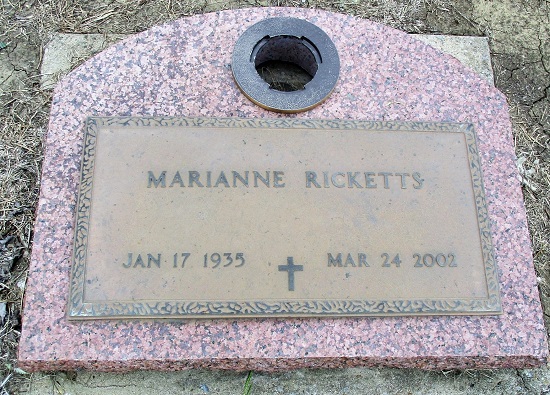 MARIANNE RICKETTS
JAN 17 1935 MAR 24 2002